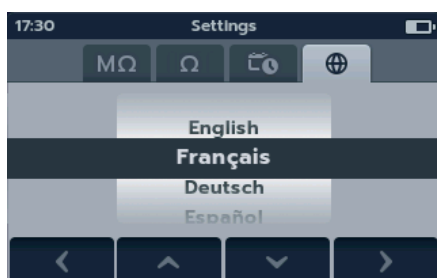 17:30 Settings
MΩ Ω
English
Français
Deutsch
Español